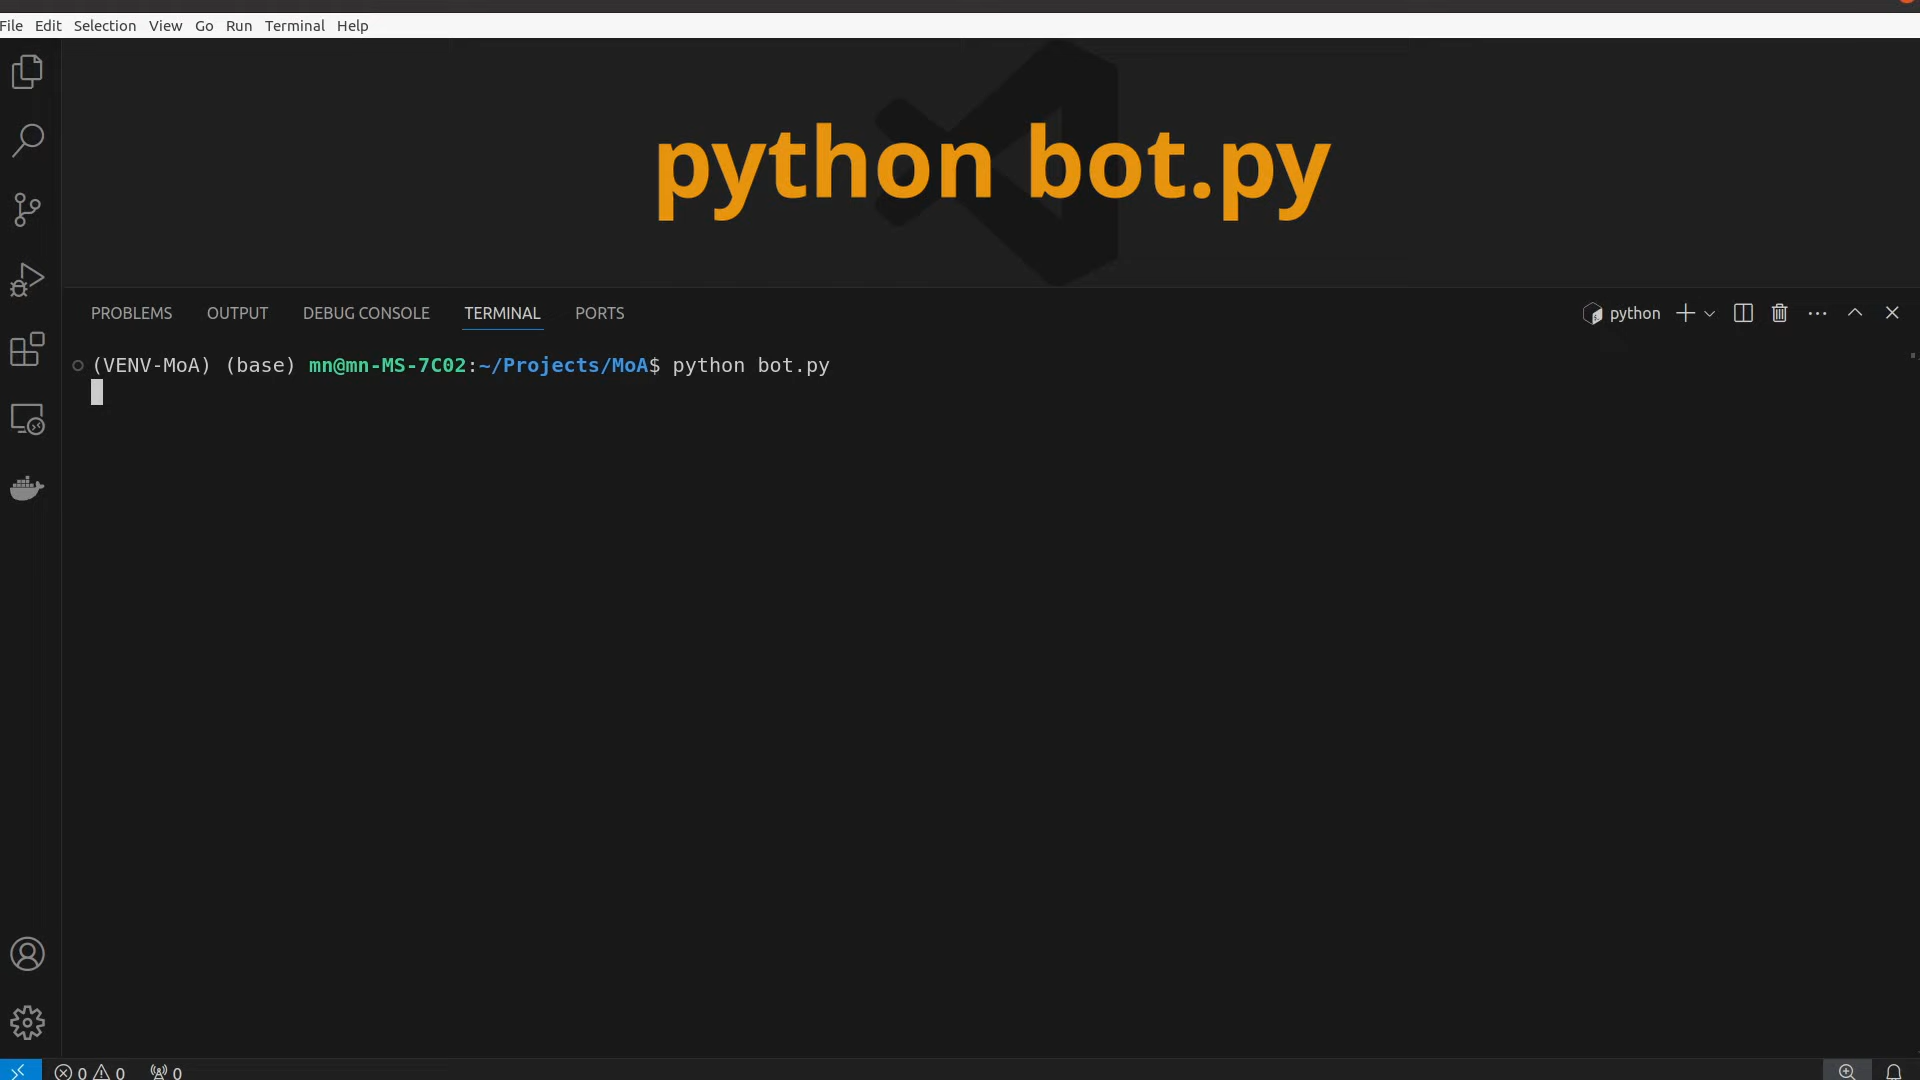 File Edit Selection View Go Run Terminal Help
python bot.py
PROBLEMS OUTPUT DEBUG CONSOLE TERMINAL PORTS python
(VENV-MoA) (base) mn@mn-MS-7C02:~/Projects/MoA$ python bot.py
0 0 0